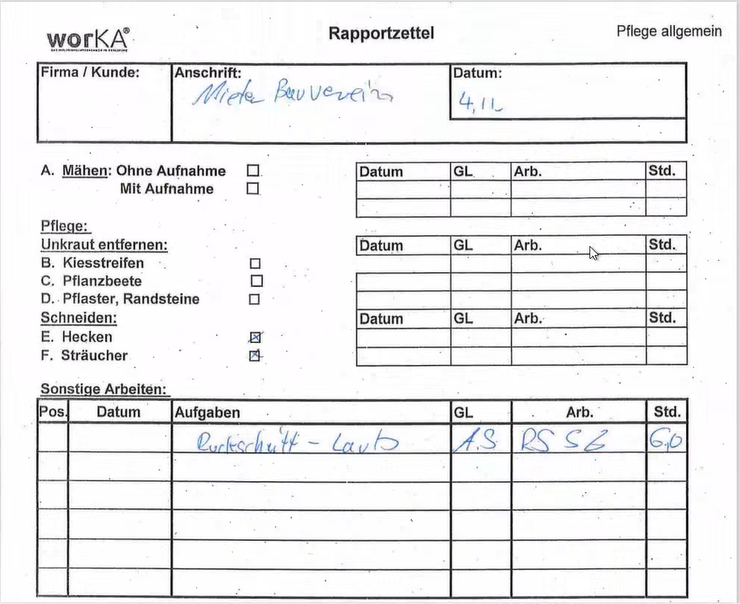 worKA®
Rapportzettel
Pflege allgemein
Firma / Kunde:
Anschrift:
Datum:
Mieter Bauverein
4.11.
A. Mähen: Ohne Aufnahme
Mit Aufnahme
Datum GL Arb. Std.
Pflege:
Unkraut entfernen:
Datum GL Arb. Std.
B. Kiesstreifen
C. Pflanzbeete
D. Pflaster, Randsteine
Schneiden:
Datum GL Arb. Std.
E. Hecken
F. Sträucher
Sonstige Arbeiten:
Pos. Datum Aufgaben GL Arb. Std.
Rückschnitt - Laub A.S RS SG 6,0